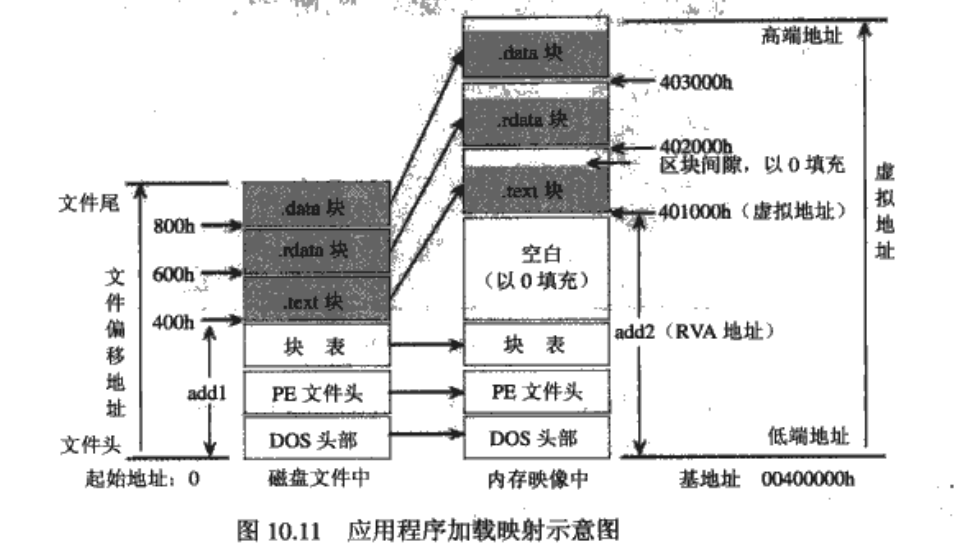 高端地址
.data 块
403000h
.rdata 块
402000h
区块间隙，以 0 填充
.text 块
401000h（虚拟地址）
虚拟地址
文件尾
.data 块
800h
.rdata 块
600h
.text 块
400h
文件偏移地址
空白
（以 0 填充）
add2（RVA 地址）
块 表
块 表
add1
PE 文件头
PE 文件头
文件头
DOS 头部
DOS 头部
低端地址
起始地址：0
磁盘文件中
内存映像中
基地址 00400000h
图 10.11 应用程序加载映射示意图